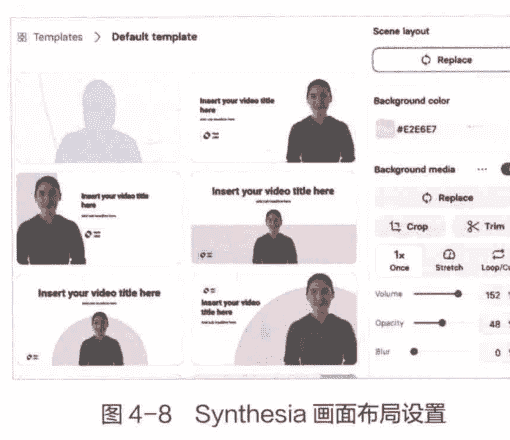 Templates > Default template
Insert your video title here
Insert your video title
here
Insert your video title here
Insert your video title here
Insert your video
title here
Scene layout
Replace
Background color
#E2E6E7
Background media ...
Replace
Crop Trim
1x
Once Stretch Loop/Cu
Volume 152
Opacity 48
Blur 0
图 4-8 Synthesia 画面布局设置